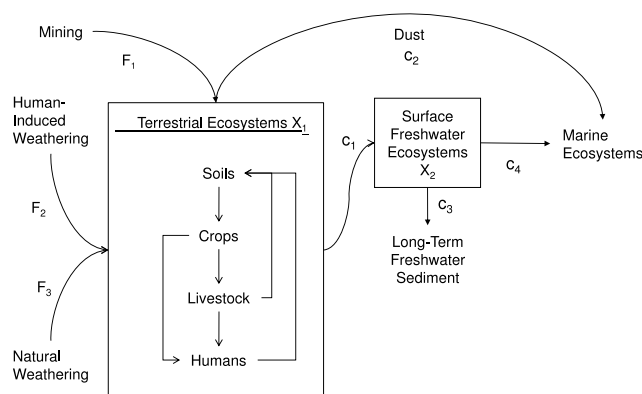 Mining
F1
Dust
c2
Human-
Induced
Weathering
F2
F3
Natural
Weathering
Terrestrial Ecosystems X1
Soils
Crops
Livestock
Humans
c1
Surface
Freshwater
Ecosystems
X2
c4
Marine
Ecosystems
c3
Long-Term
Freshwater
Sediment